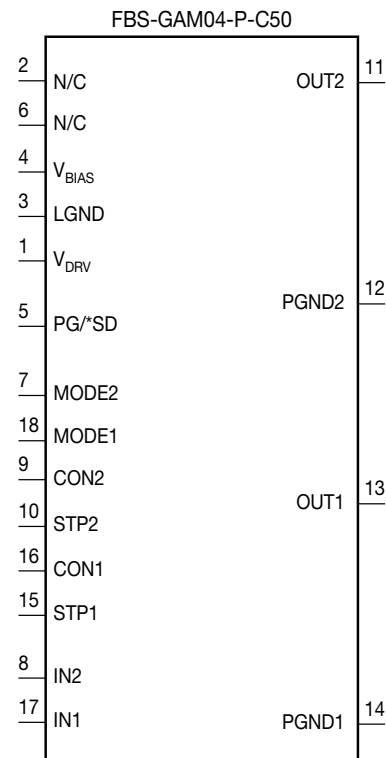 FBS-GAM04-P-C50
2 N/C OUT2 11
6 N/C
4 VBIAS
3 LGND
1 VDRV
PGND2 12
5 PG/*SD
7 MODE2
18 MODE1
9 CON2
OUT1 13
10 STP2
16 CON1
15 STP1
8 IN2
17 IN1 PGND1 14